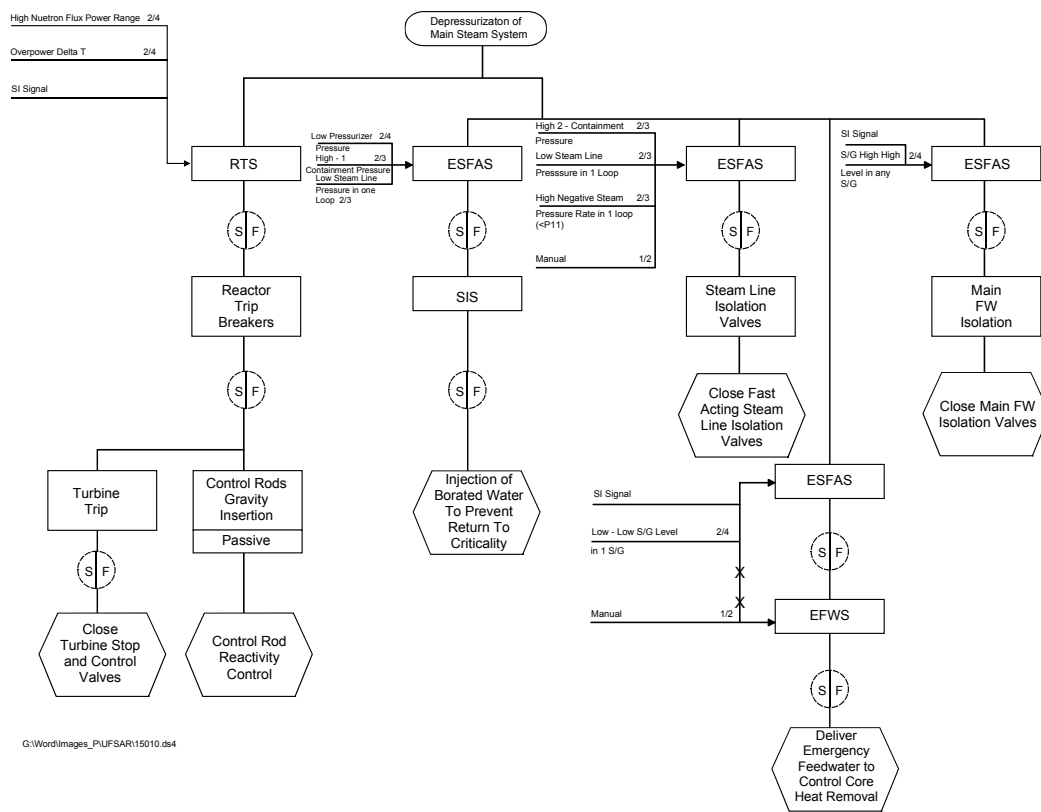 Depressurizaton of
Main Steam System
High Nuetron Flux Power Range 2/4
Overpower Delta T 2/4
SI Signal
RTS
Low Pressurizer 2/4
Pressure
High - 1 2/3
Containment Pressure
Low Steam Line
Pressure in one
Loop 2/3
ESFAS
High 2 - Containment 2/3
Pressure
Low Steam Line 2/3
Presssure in 1 Loop
High Negative Steam 2/3
Pressure Rate in 1 loop
(<P11)
Manual 1/2
ESFAS
SI Signal
S/G High High 2/4
Level in any
S/G
ESFAS
S F
S F
S F
S F
Reactor
Trip
Breakers
SIS
Steam Line
Isolation
Valves
Main
FW
Isolation
S F
S F
Close Fast
Acting Steam
Line Isolation
Valves
Close Main FW
Isolation Valves
Turbine
Trip
Control Rods
Gravity
Insertion
Passive
Injection of
Borated Water
To Prevent
Return To
Criticality
SI Signal
Low - Low S/G Level 2/4
in 1 S/G
ESFAS
S F
S F
X
X
Manual 1/2
EFWS
Close
Turbine Stop
and Control
Valves
Control Rod
Reactivity
Control
S F
Deliver
Emergency
Feedwater to
Control Core
Heat Removal
G:\Word\Images_P\UFSAR\15010.ds4